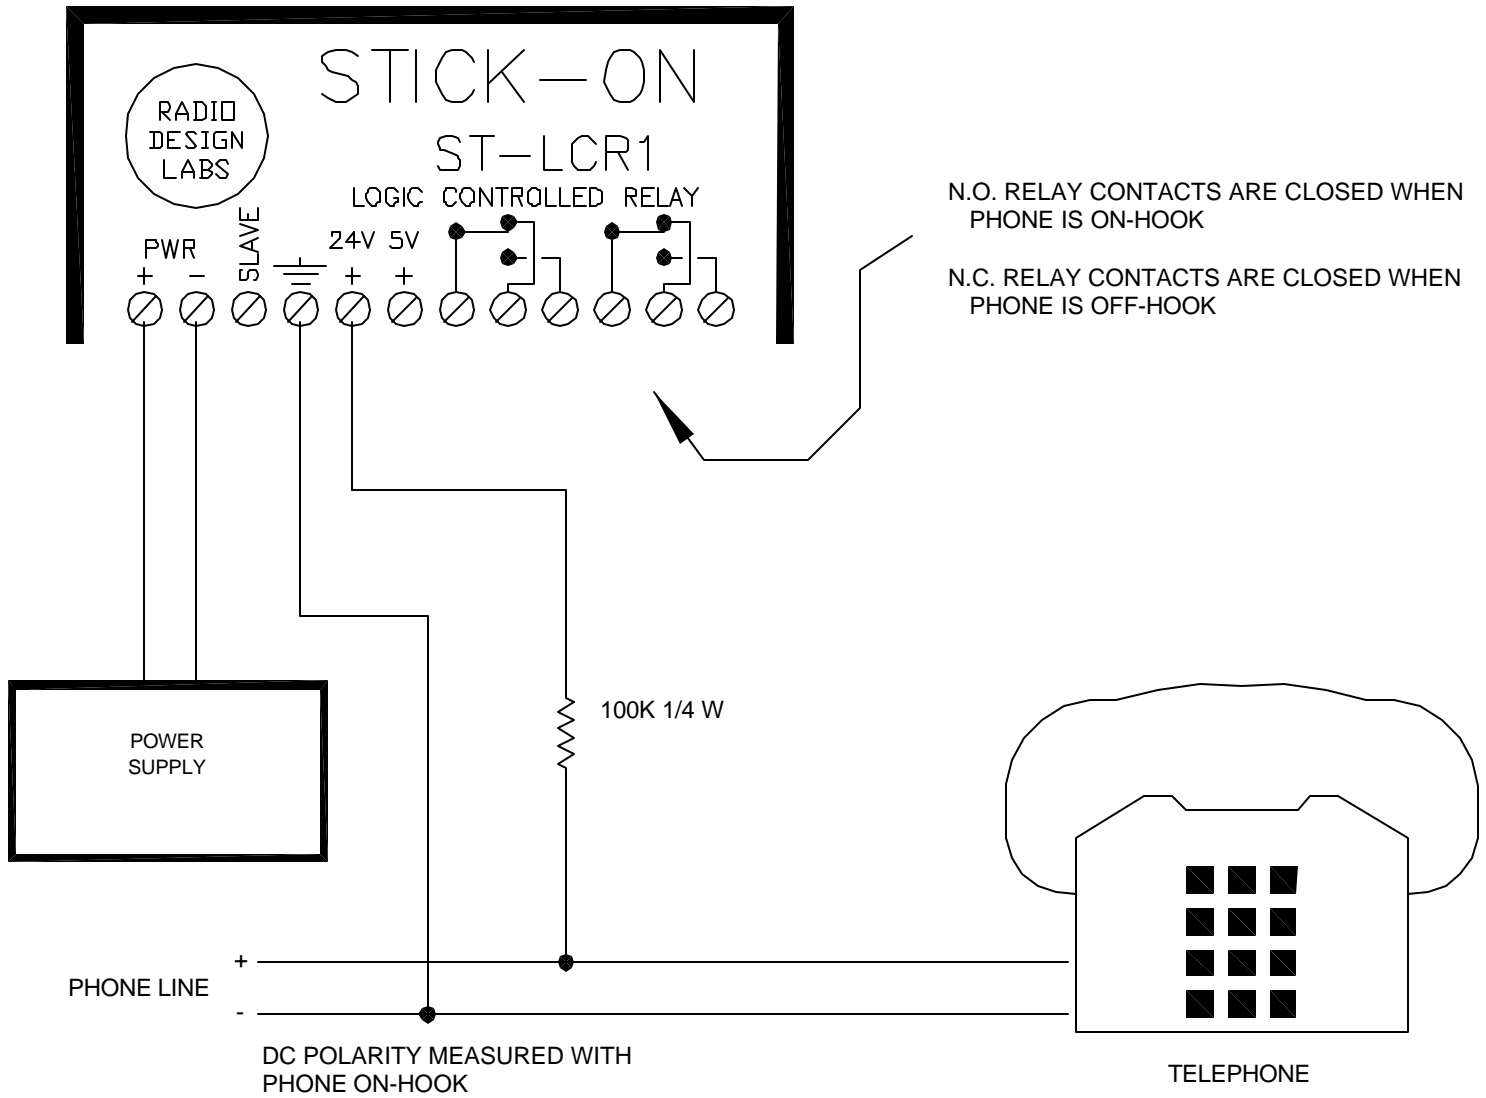 STICK-ON
RADIO
DESIGN
LABS
ST-LCR1
LOGIC CONTROLLED RELAY
PWR
+ -
SLAVE
24V 5V
+ +
N.O. RELAY CONTACTS ARE CLOSED WHEN
PHONE IS ON-HOOK
N.C. RELAY CONTACTS ARE CLOSED WHEN
PHONE IS OFF-HOOK
100K 1/4 W
POWER
SUPPLY
+
PHONE LINE
-
DC POLARITY MEASURED WITH
PHONE ON-HOOK
TELEPHONE